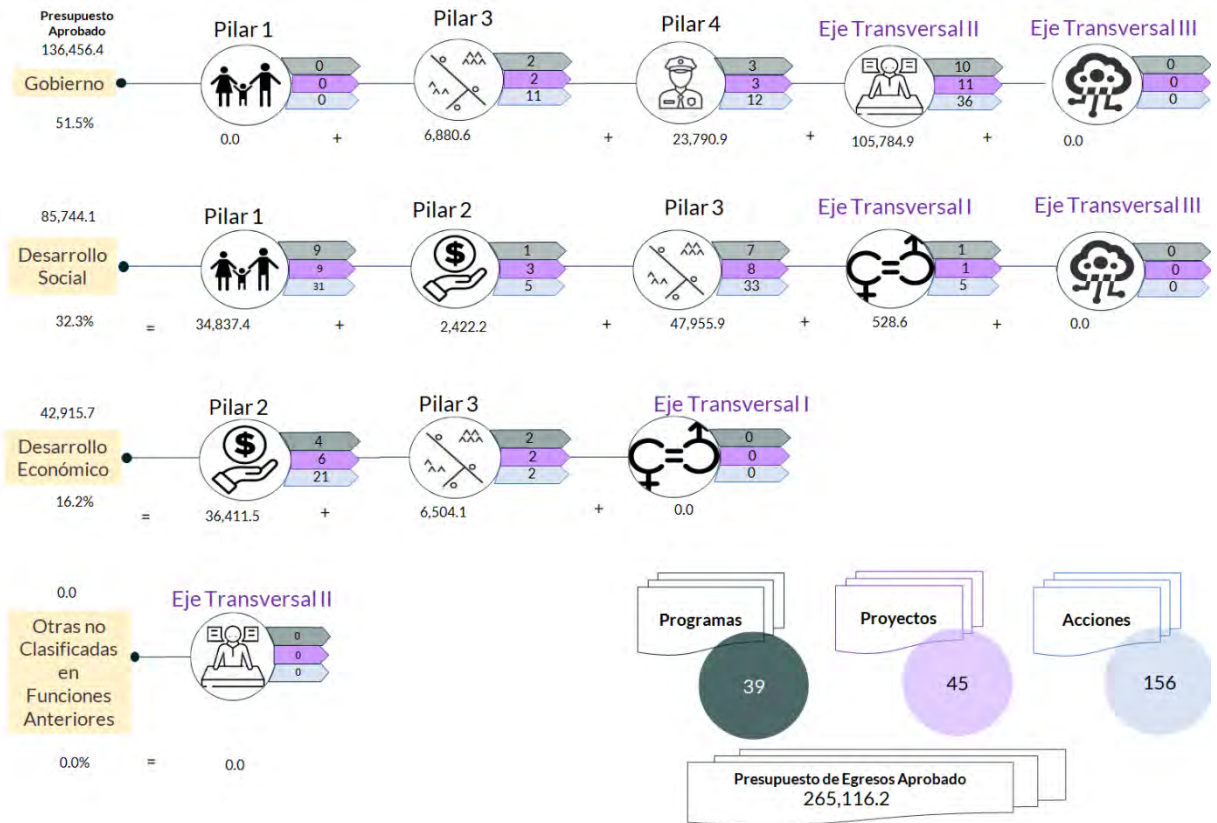 Presupuesto
Aprobado
136,456.4
Gobierno
51.5%
Pilar 1
0
0
0
0.0
+
Pilar 3
2
2
11
6,880.6
+
Pilar 4
3
3
12
23,790.9
+
Eje Transversal II
10
11
36
105,784.9
+
Eje Transversal III
0
0
0
0.0
85,744.1
Desarrollo
Social
32.3%
=
Pilar 1
9
9
31
34,837.4
+
Pilar 2
1
3
5
2,422.2
+
Pilar 3
7
8
33
47,955.9
+
Eje Transversal I
1
1
5
528.6
+
Eje Transversal III
0
0
0
0.0
42,915.7
Desarrollo
Económico
16.2%
=
Pilar 2
$
4
6
21
36,411.5
+
Pilar 3
2
2
2
6,504.1
+
Eje Transversal I
0
0
0
0.0
0.0
Otras no
Clasificadas
en
Funciones
Anteriores
0.0%
=
Eje Transversal II
0
0
0
0.0
Programas
39
Proyectos
45
Acciones
156
Presupuesto de Egresos Aprobado
265,116.2